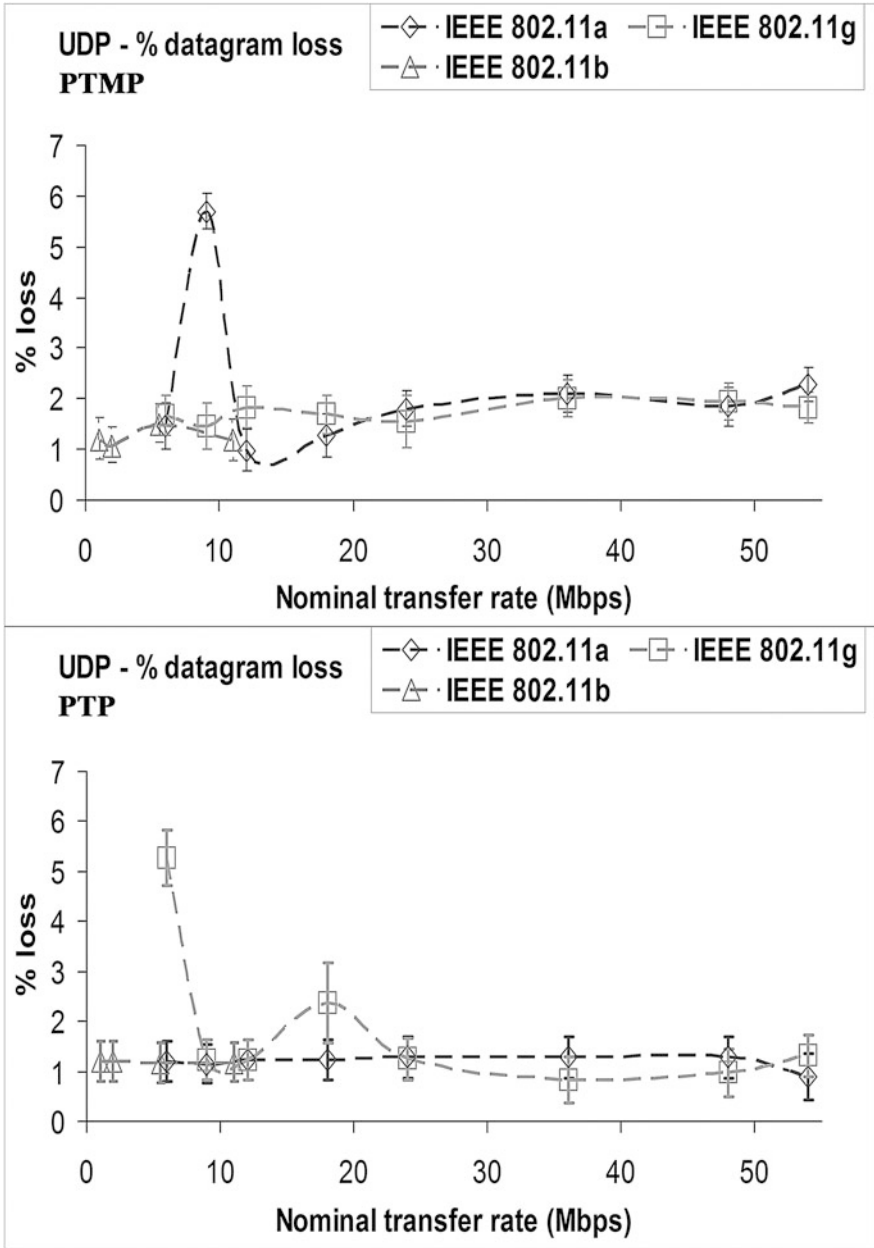 UDP - % datagram loss
PTMP
IEEE 802.11a
IEEE 802.11g
IEEE 802.11b
7
6
5
4
3
2
1
0
% loss
0 10 20 30 40 50
Nominal transfer rate (Mbps)
UDP - % datagram loss
PTP
IEEE 802.11a
IEEE 802.11g
IEEE 802.11b
7
6
5
4
3
2
1
0
% loss
0 10 20 30 40 50
Nominal transfer rate (Mbps)